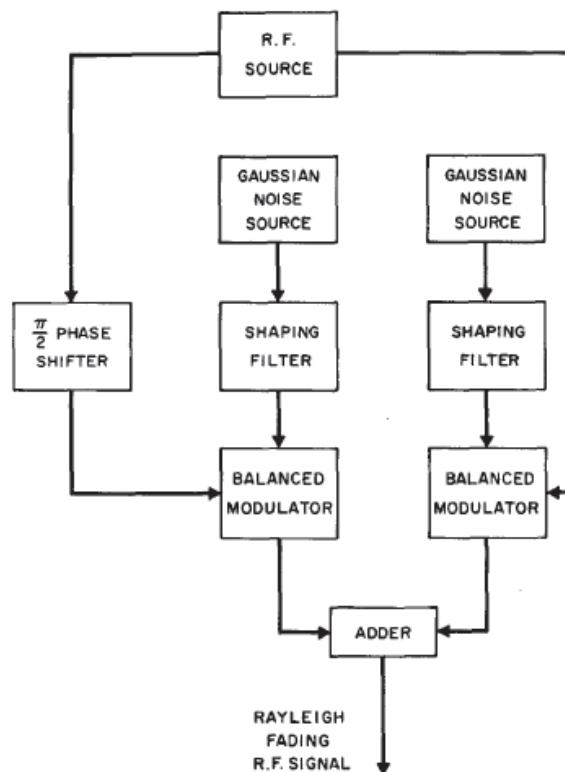 R. F.
SOURCE
GAUSSIAN
NOISE
SOURCE
GAUSSIAN
NOISE
SOURCE
π/2 PHASE
SHIFTER
SHAPING
FILTER
SHAPING
FILTER
BALANCED
MODULATOR
BALANCED
MODULATOR
ADDER
RAYLEIGH
FADING
R.F. SIGNAL